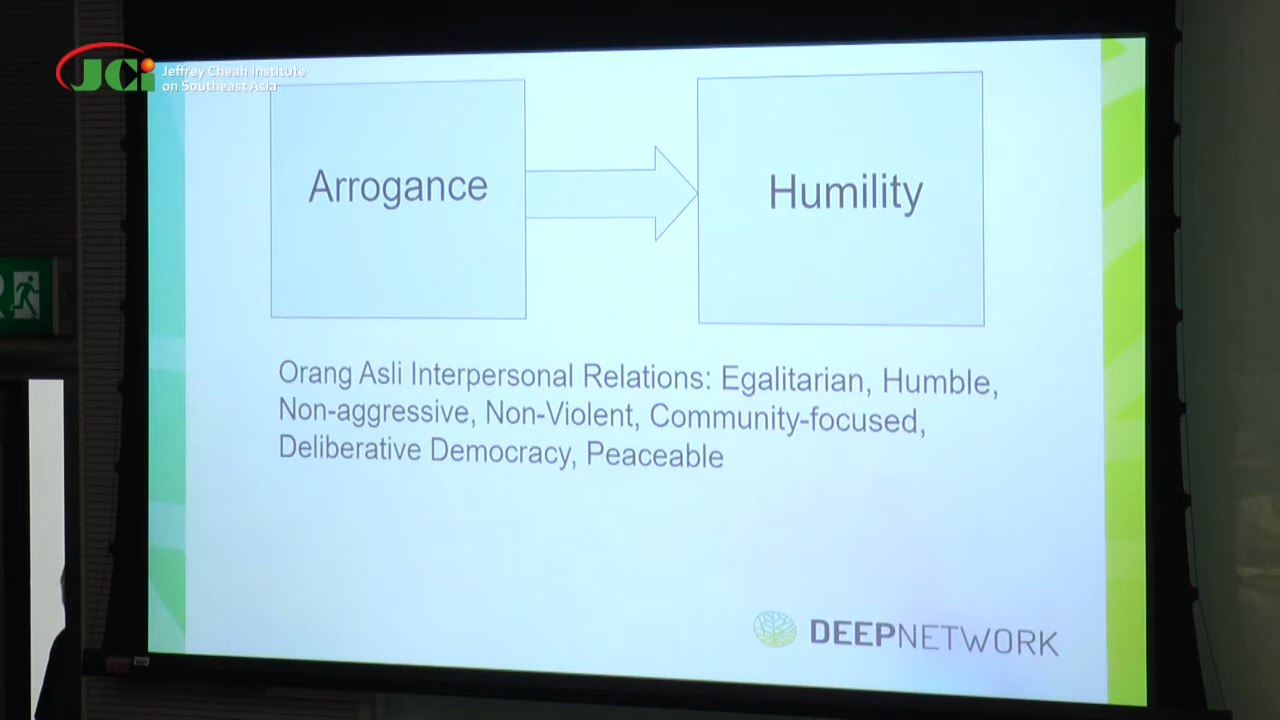 JCi Jeffrey Cheah Institute
on Southeast Asia
Arrogance
Humility
Orang Asli Interpersonal Relations: Egalitarian, Humble,
Non-aggressive, Non-Violent, Community-focused,
Deliberative Democracy, Peaceable
DEEPNETWORK